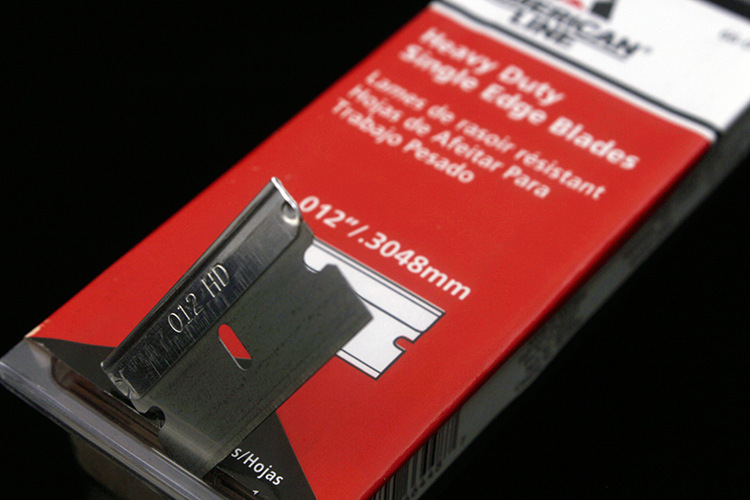 AMERICAN®
LINE
Heavy Duty
Single Edge Blades
Lames de rasoir résistant
Hojas de Afeitar Para
Trabajo Pesado
.012"/.3048mm
012 HD
s/Hojas